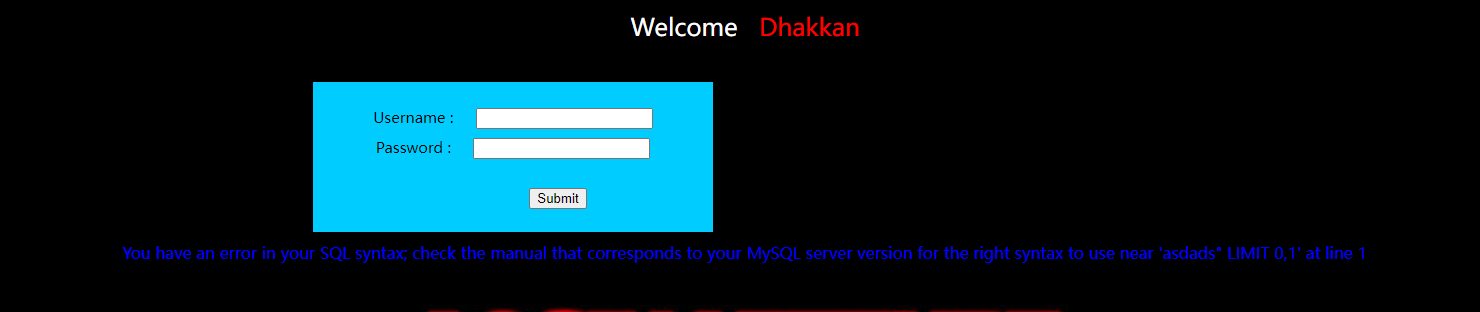 Welcome Dhakkan
Username :
Password :
Submit
You have an error in your SQL syntax; check the manual that corresponds to your MySQL server version for the right syntax to use near 'asdads" LIMIT 0,1' at line 1